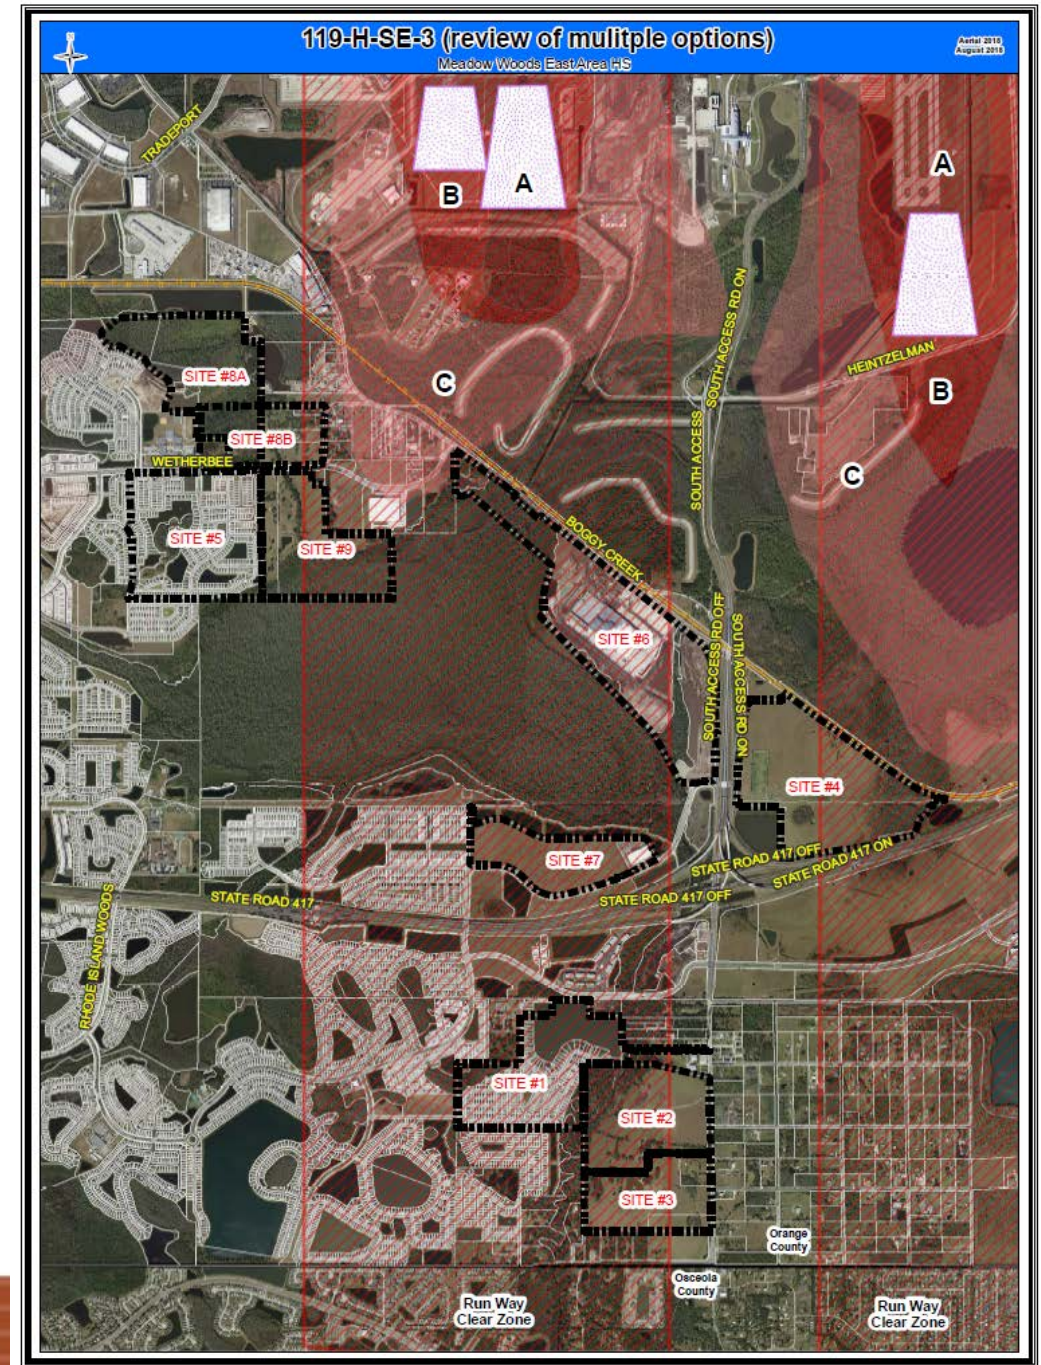 119-H-SE-3 (review of mulitple options)
Meadow Woods East Area HS
Aerial 2018
August 2018
N
TRADEPORT
B
A
A
SOUTH ACCESS RD ON
HEINTZELMAN
B
C
SITE #8A
SITE #8B
WETHERBEE
SOUTH ACCESS
C
SITE #5
SITE #9
BOGGY CREEK
SITE #6
SOUTH ACCESS RD OFF
SOUTH ACCESS RD ON
SITE #4
SITE #7
STATE ROAD 417 OFF
STATE ROAD 417 ON
STATE ROAD 417
STATE ROAD 417 OFF
RHODE ISLAND WOODS
SITE #1
SITE #2
SITE #3
Orange
County
Osceola
County
Run Way
Clear Zone
Run Way
Clear Zone